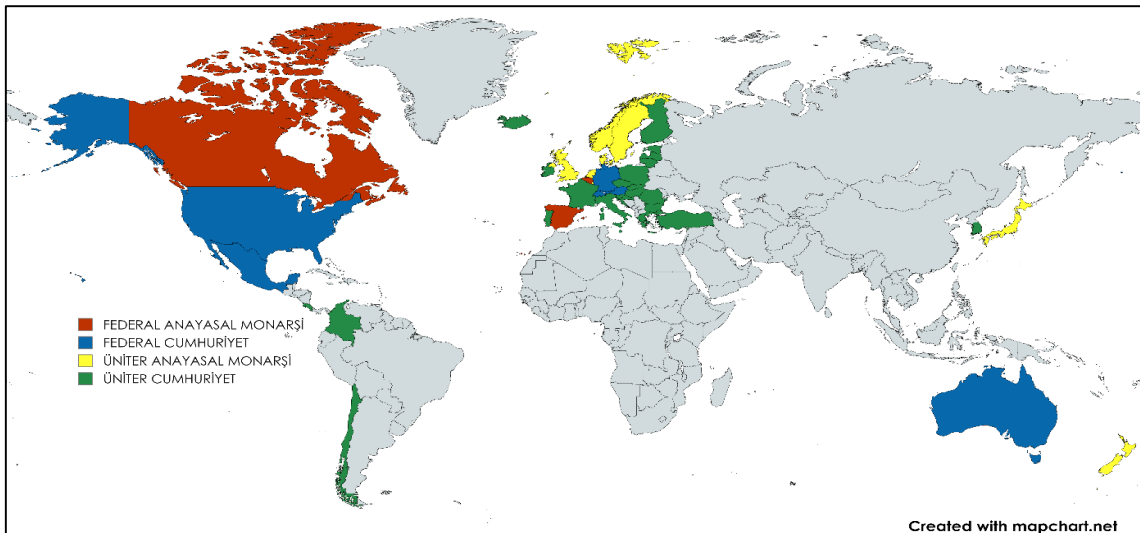 FEDERAL ANAYASAL MONARŞİ
FEDERAL CUMHURİYET
ÜNİTER ANAYASAL MONARŞİ
ÜNİTER CUMHURİYET
Created with mapchart.net